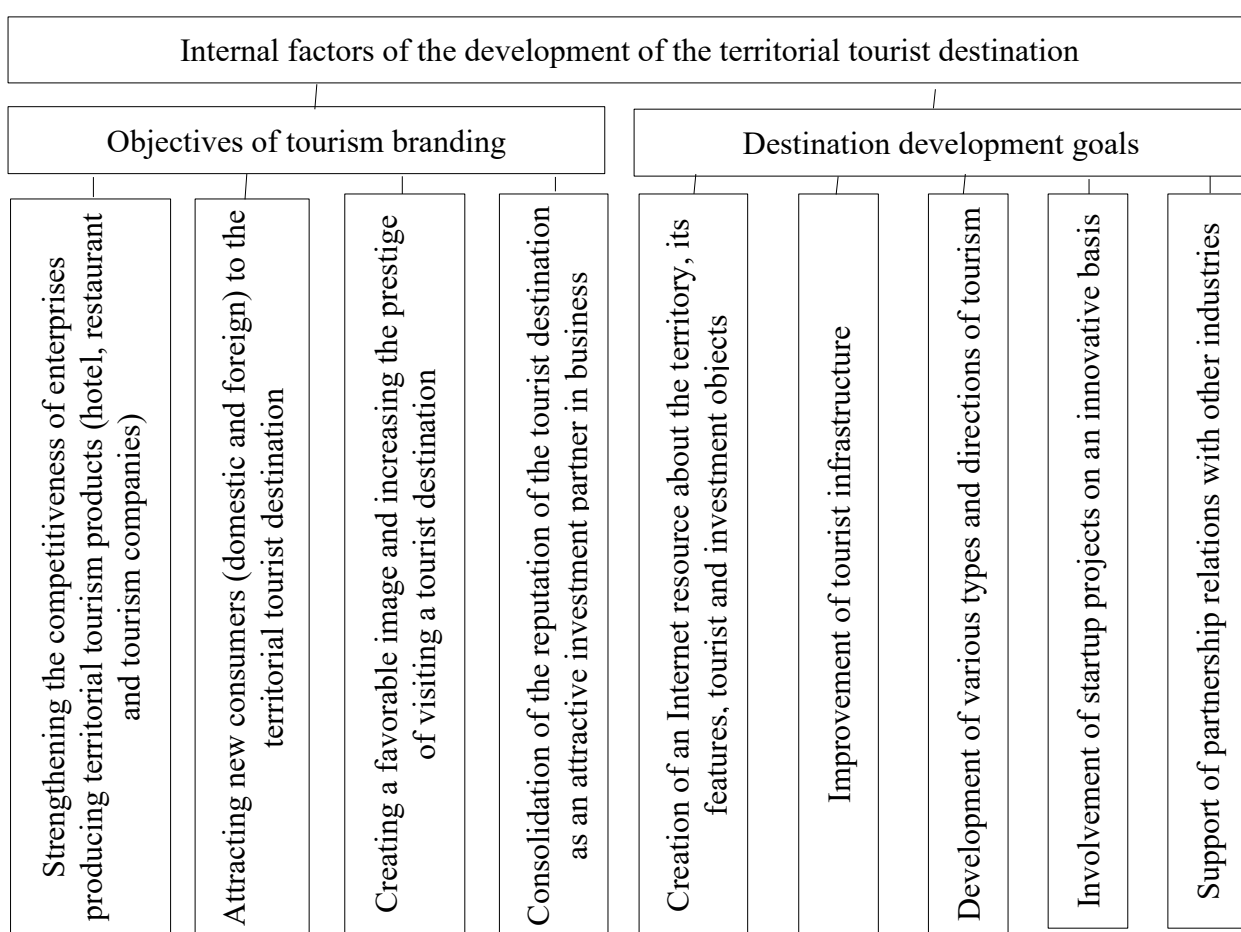 Internal factors of the development of the territorial tourist destination
Objectives of tourism branding
Destination development goals
Strengthening the competitiveness of enterprises
producing territorial tourism products (hotel, restaurant
and tourism companies)
Attracting new consumers (domestic and foreign) to the
territorial tourist destination
Creating a favorable image and increasing the prestige
of visiting a tourist destination
Consolidation of the reputation of the tourist destination
as an attractive investment partner in business
Creation of an Internet resource about the territory, its
features, tourist and investment objects
Improvement of tourist infrastructure
Development of various types and directions of tourism
Involvement of startup projects on an innovative basis
Support of partnership relations with other industries